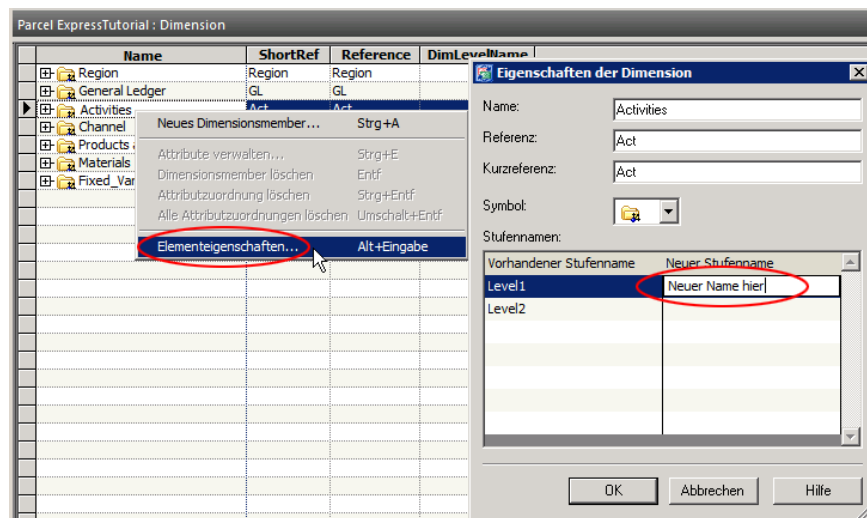 Parcel ExpressTutorial : Dimension
Name ShortRef Reference DimLevelName
Region Region Region
General Ledger GL GL
Activities Act Act
Channel
Products
Materials
Fixed_Var
Neues Dimensionsmember... Strg+A
Attribute verwalten... Strg+E
Dimensionsmember löschen Entf
Attributzuordnung löschen Strg+Entf
Alle Attributzuordnungen löschen Umschalt+Entf
Elementeigenschaften... Alt+Eingabe
Eigenschaften der Dimension
Name: Activities
Referenz: Act
Kurzreferenz: Act
Symbol:
Stufennamen:
Vorhandener Stufenname Neuer Stufenname
Level1 Neuer Name hier
Level2
OK Abbrechen Hilfe